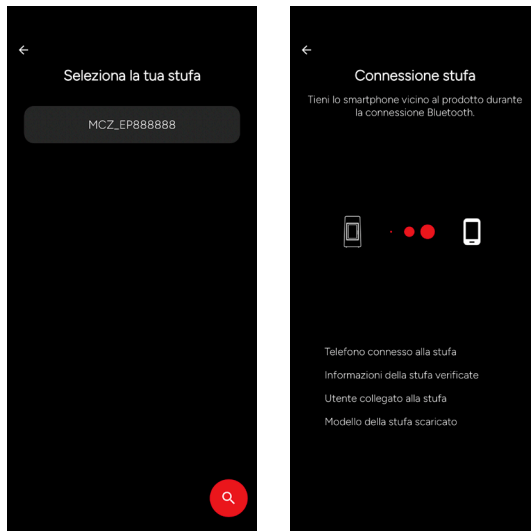 Seleziona la tua stufa
MCZ_EP888888
Connessione stufa
Tieni lo smartphone vicino al prodotto durante
la connessione Bluetooth.
Telefono connesso alla stufa
Informazioni della stufa verificate
Utente collegato alla stufa
Modello della stufa scaricato